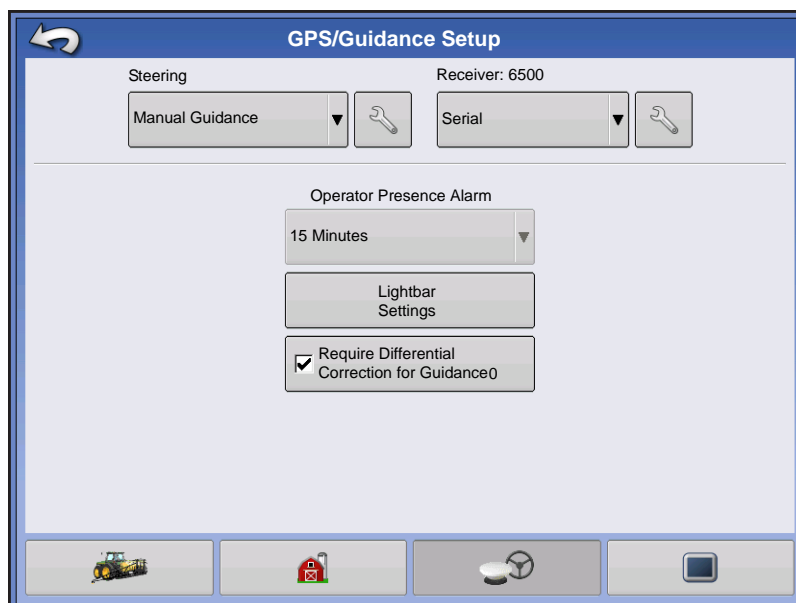 GPS/Guidance Setup
Steering
Receiver: 6500
Manual Guidance
Serial
Operator Presence Alarm
15 Minutes
Lightbar
Settings
Require Differential
Correction for Guidance0